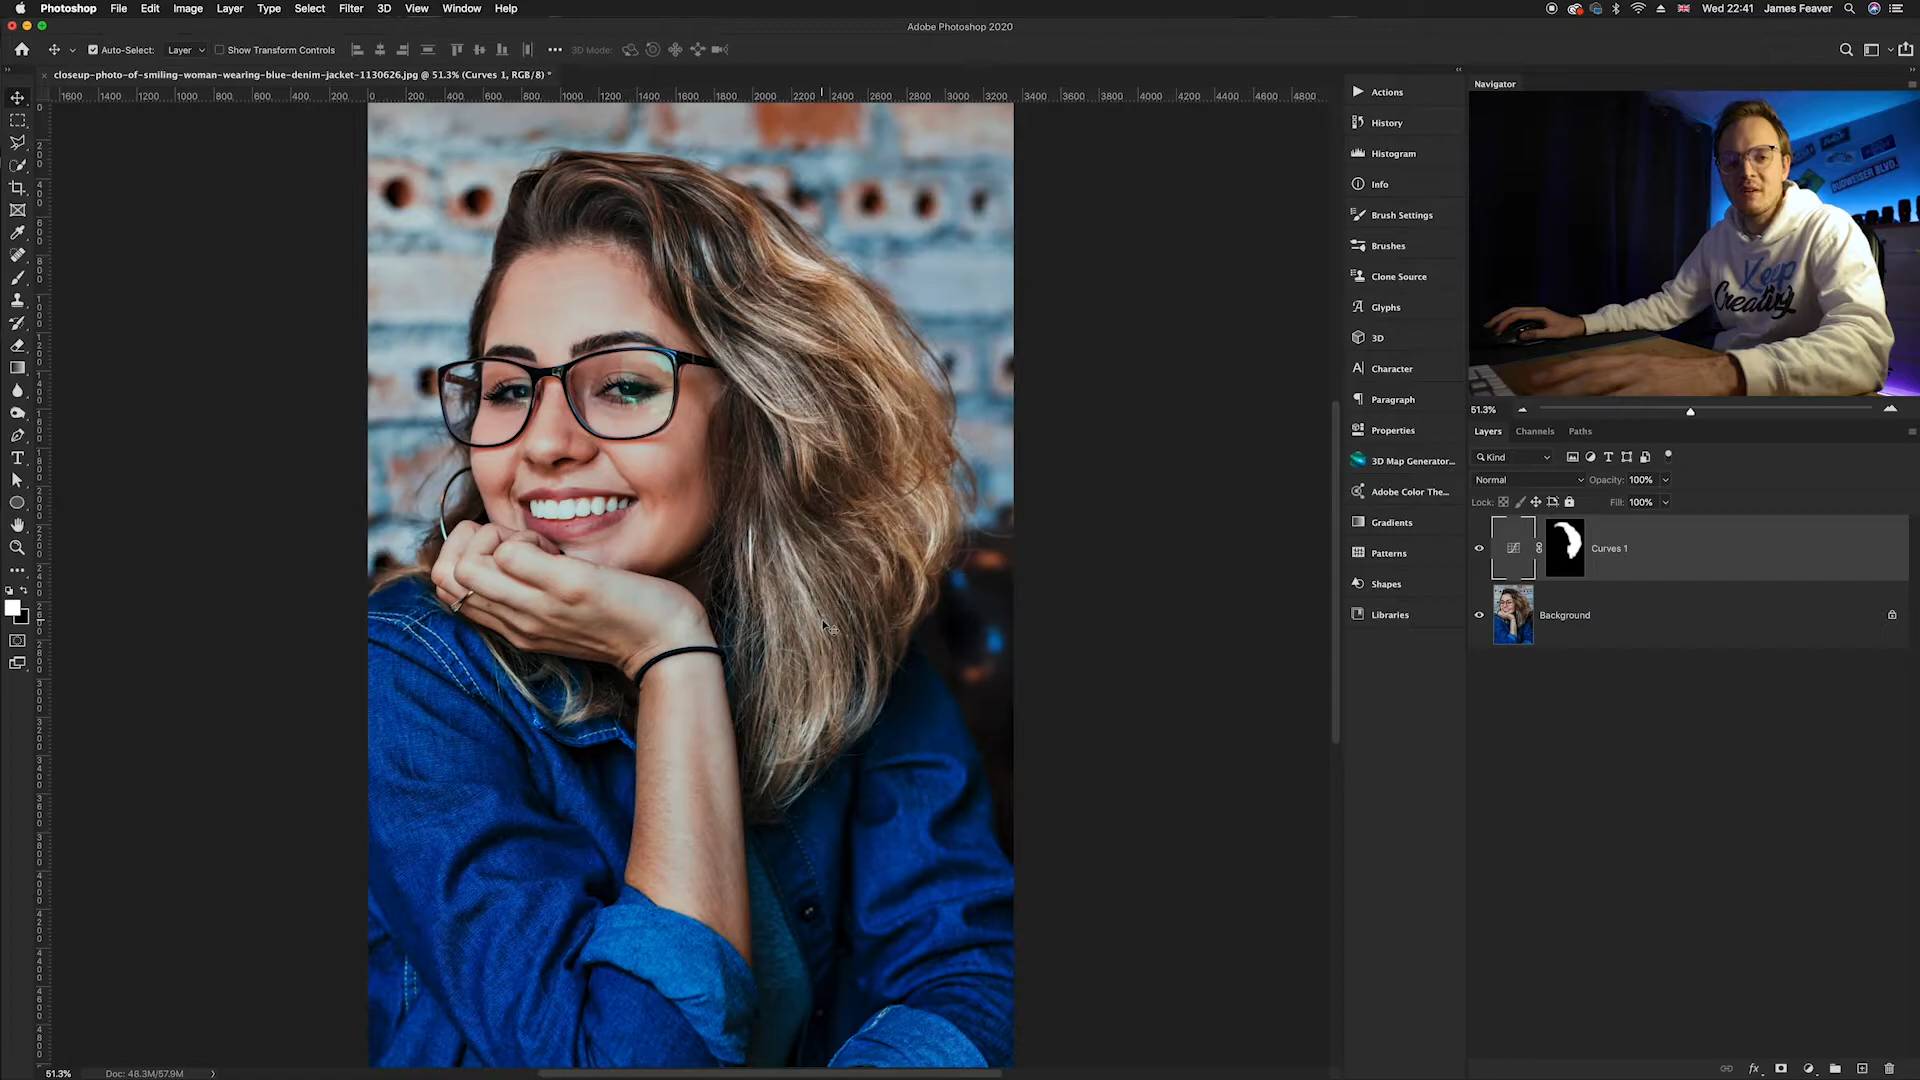 Photoshop File Edit Image Layer Type Select Filter 3D View Window Help Wed 22:41 James Feaver
Adobe Photoshop 2020
Auto-Select: Layer Show Transform Controls 3D Mode:
closeup-photo-of-smiling-woman-wearing-blue-denim-jacket-1130626.jpg @ 51.3% (Curves 1, RGB/8) *
1600 1400 1200 1000 800 600 400 200 0 200 400 600 800 1000 1200 1400 1600 1800 2000 2200 2400 2600 2800 3000 3200 3400 3600 3800 4000 4200 4400 4600 4800
Actions
History
Histogram
Info
Brush Settings
Brushes
Clone Source
Glyphs
3D
Character
Paragraph
Properties
3D Map Generator...
Adobe Color The...
Gradients
Patterns
Shapes
Libraries
Navigator
BUDWEISER BLVD.
Keep
Creating
51.3%
Layers Channels Paths
Kind
Normal Opacity: 100%
Lock: Fill: 100%
Curves 1
Background
51.3% Doc: 48.3M/57.9M